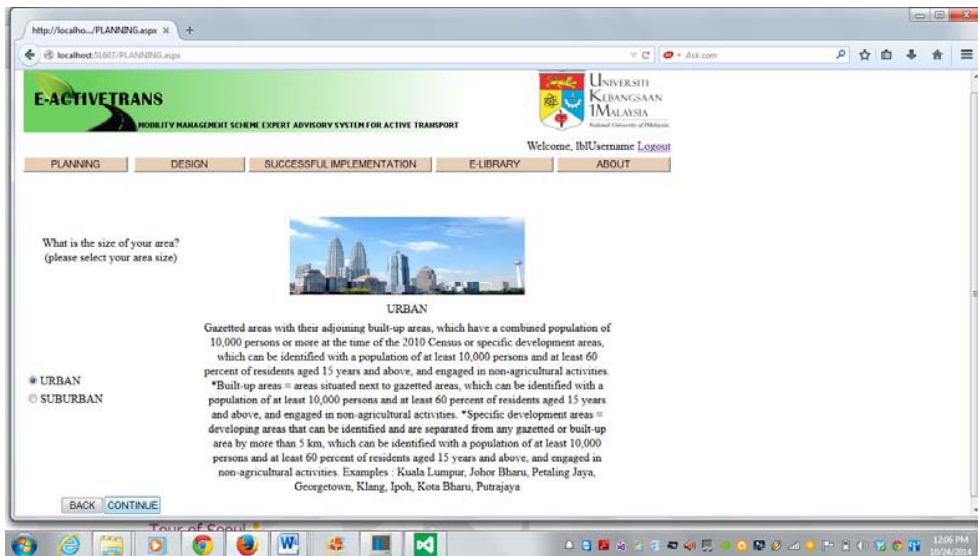 http://localho.../PLANNING.aspx
localhost:51607/PLANNING.aspx
Ask.com
E-ACTIVETRANS
MOBILITY MANAGEMENT SCHEME EXPERT ADVISORY SYSTEM FOR ACTIVE TRANSPORT
UNIVERSITI
KEBANGSAAN
1MALAYSIA
Welcome, lblUsername Logout
PLANNING DESIGN SUCCESSFUL IMPLEMENTATION E-LIBRARY ABOUT
What is the size of your area?
(please select your area size)
URBAN
Gazetted areas with their adjoining built-up areas, which have a combined population of
10,000 persons or more at the time of the 2010 Census or specific development areas,
which can be identified with a population of at least 10,000 persons and at least 60
percent of residents aged 15 years and above, and engaged in non-agricultural activities.
*Built-up areas = areas situated next to gazetted areas, which can be identified with a
population of at least 10,000 persons and at least 60 percent of residents aged 15 years
and above, and engaged in non-agricultural activities. *Specific development areas =
developing areas that can be identified and are separated from any gazetted or built-up
area by more than 5 km, which can be identified with a population of at least 10,000
persons and at least 60 percent of residents aged 15 years and above, and engaged in
non-agricultural activities. Examples : Kuala Lumpur, Johor Bharu, Petaling Jaya,
Georgetown, Klang, Ipoh, Kota Bharu, Putrajaya
URBAN
SUBURBAN
BACK CONTINUE
Tour of Seoul
12:06 PM
10/24/2014